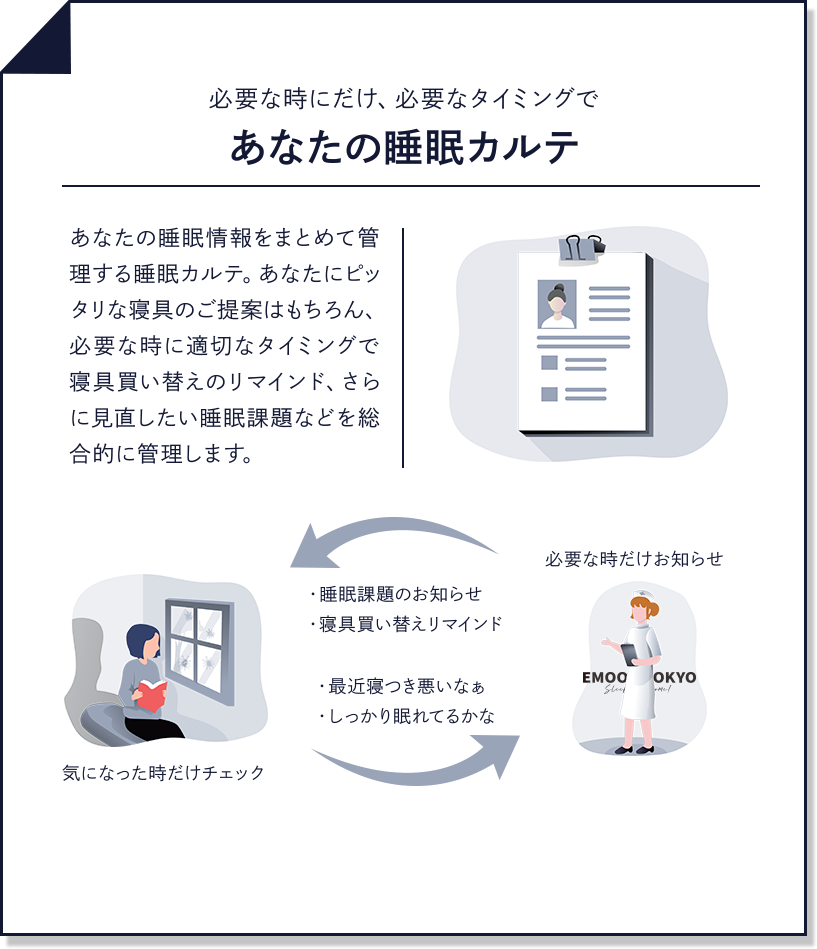 必要な時にだけ、必要なタイミングで
あなたの睡眠カルテ
あなたの睡眠情報をまとめて管
理する睡眠カルテ。あなたにピッ
タリな寝具のご提案はもちろん、
必要な時に適切なタイミングで
寝具買い替えのリマインド、さら
に見直したい睡眠課題などを総
合的に管理します。
必要な時だけお知らせ
・睡眠課題のお知らせ
・寝具買い替えリマインド
・最近寝つき悪いなぁ
・しっかり眠れてるかな
EMOO OKYO
気になった時だけチェック